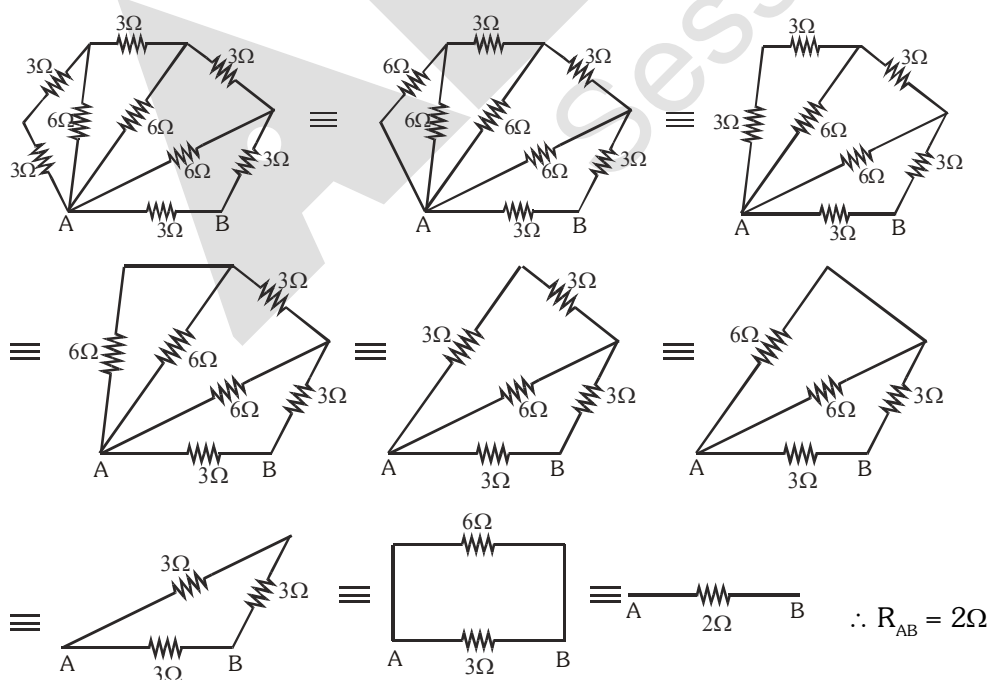 3Ω 3Ω 3Ω
3Ω 3Ω 3Ω 6Ω 3Ω 3Ω
6Ω 6Ω ≡ 6Ω 6Ω ≡ 3Ω 6Ω
3Ω 6Ω 3Ω 6Ω 3Ω 6Ω 3Ω
A 3Ω B A 3Ω B A 3Ω B
3Ω 3Ω
≡ 6Ω 6Ω ≡ 3Ω ≡ 6Ω
6Ω 3Ω 6Ω 3Ω 6Ω 3Ω
A 3Ω B A 3Ω B A 3Ω B
6Ω
3Ω 3Ω
≡ ≡ ≡ A 2Ω B ∴ R_AB = 2Ω
A 3Ω B A 3Ω B
Sess